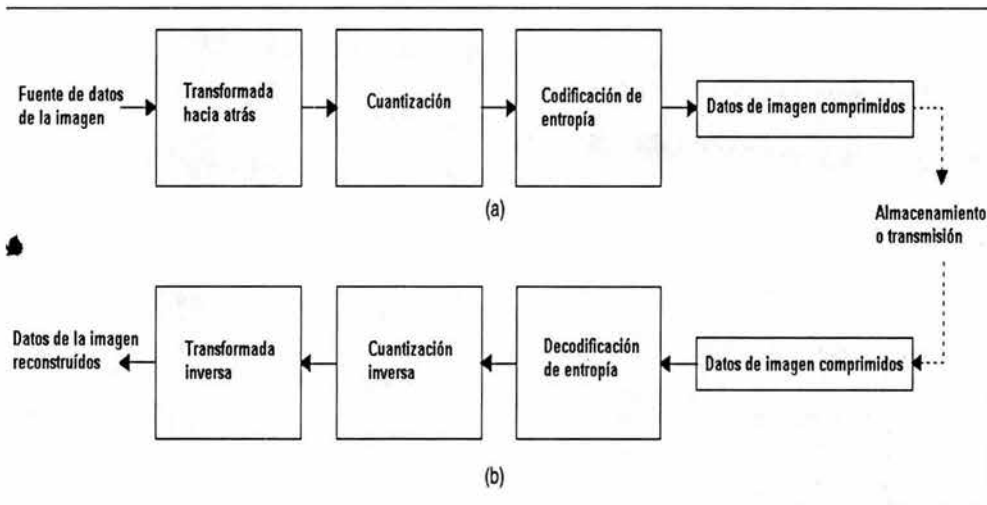 Fuente de datos
de la imagen
Transformada
hacia atrás
Cuantización
Codificación de
entropía
Datos de imagen comprimidos
(a)
Almacenamiento
o transmisión
Datos de la imagen
reconstruídos
Transformada
inversa
Cuantización
inversa
Decodificación
de entropía
Datos de imagen comprimidos
(b)